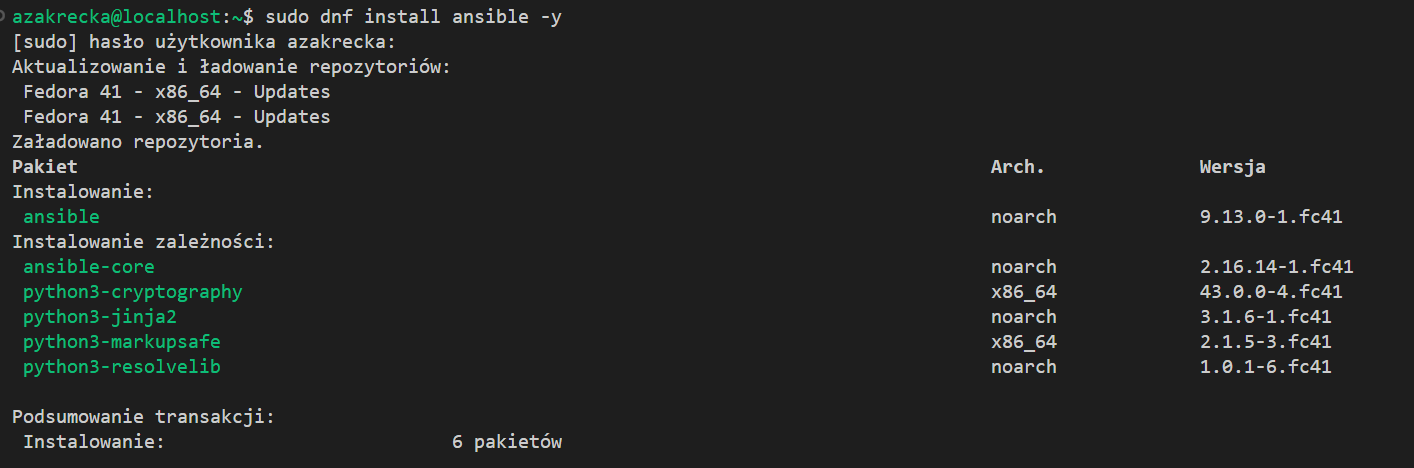 azakrecka@localhost:~$ sudo dnf install ansible -y
[sudo] hasło użytkownika azakrecka:
Aktualizowanie i ładowanie repozytoriów:
Fedora 41 - x86_64 - Updates
Fedora 41 - x86_64 - Updates
Załadowano repozytoria.
Pakiet Arch. Wersja
Instalowanie:
ansible noarch 9.13.0-1.fc41
Instalowanie zależności:
ansible-core noarch 2.16.14-1.fc41
python3-cryptography x86_64 43.0.0-4.fc41
python3-jinja2 noarch 3.1.6-1.fc41
python3-markupsafe x86_64 2.1.5-3.fc41
python3-resolvelib noarch 1.0.1-6.fc41
Podsumowanie transakcji:
Instalowanie: 6 pakietów